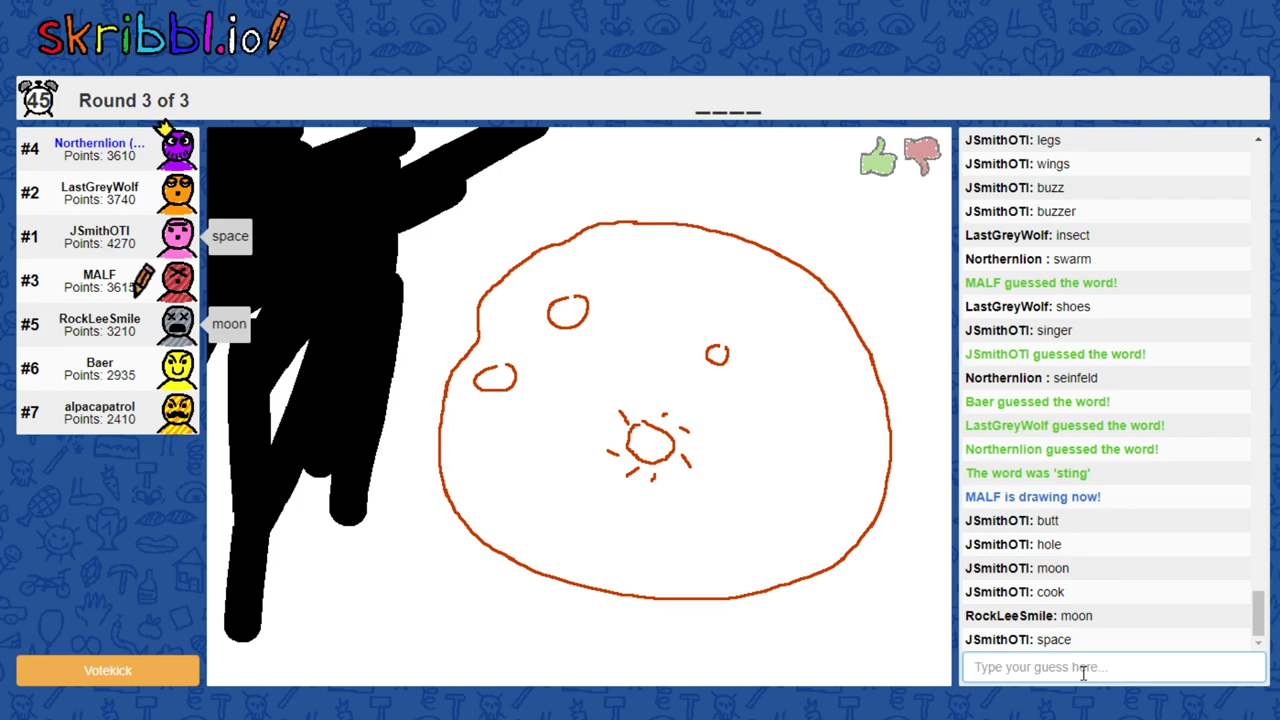 skribbl.io
45
Round 3 of 3
_ _ _ _
#4
Northernlion (...
Points: 3610
#2
LastGreyWolf
Points: 3740
#1
JSmithOTI
Points: 4270
space
#3
MALF
Points: 3615
#5
RockLeeSmile
Points: 3210
moon
#6
Baer
Points: 2935
#7
alpacapatrol
Points: 2410
Votekick
JSmithOTI: legs
JSmithOTI: wings
JSmithOTI: buzz
JSmithOTI: buzzer
LastGreyWolf: insect
Northernlion : swarm
MALF guessed the word!
LastGreyWolf: shoes
JSmithOTI: singer
JSmithOTI guessed the word!
Northernlion : seinfeld
Baer guessed the word!
LastGreyWolf guessed the word!
Northernlion guessed the word!
The word was 'sting'
MALF is drawing now!
JSmithOTI: butt
JSmithOTI: hole
JSmithOTI: moon
JSmithOTI: cook
RockLeeSmile: moon
JSmithOTI: space
Type your guess here...